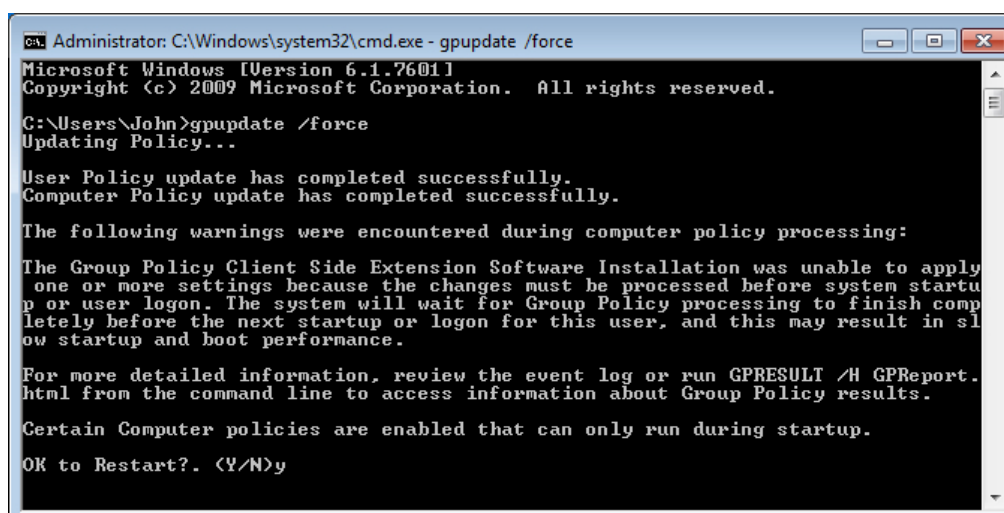 Administrator: C:\Windows\system32\cmd.exe - gpupdate /force
Microsoft Windows [Version 6.1.7601]
Copyright (c) 2009 Microsoft Corporation.  All rights reserved.
C:\Users\John>gpupdate /force
Updating Policy...
User Policy update has completed successfully.
Computer Policy update has completed successfully.
The following warnings were encountered during computer policy processing:
The Group Policy Client Side Extension Software Installation was unable to apply
 one or more settings because the changes must be processed before system startu
p or user logon. The system will wait for Group Policy processing to finish comp
letely before the next startup or logon for this user, and this may result in sl
ow startup and boot performance.
For more detailed information, review the event log or run GPRESULT /H GPReport.
html from the command line to access information about Group Policy results.
Certain Computer policies are enabled that can only run during startup.
OK to Restart?. (Y/N)y